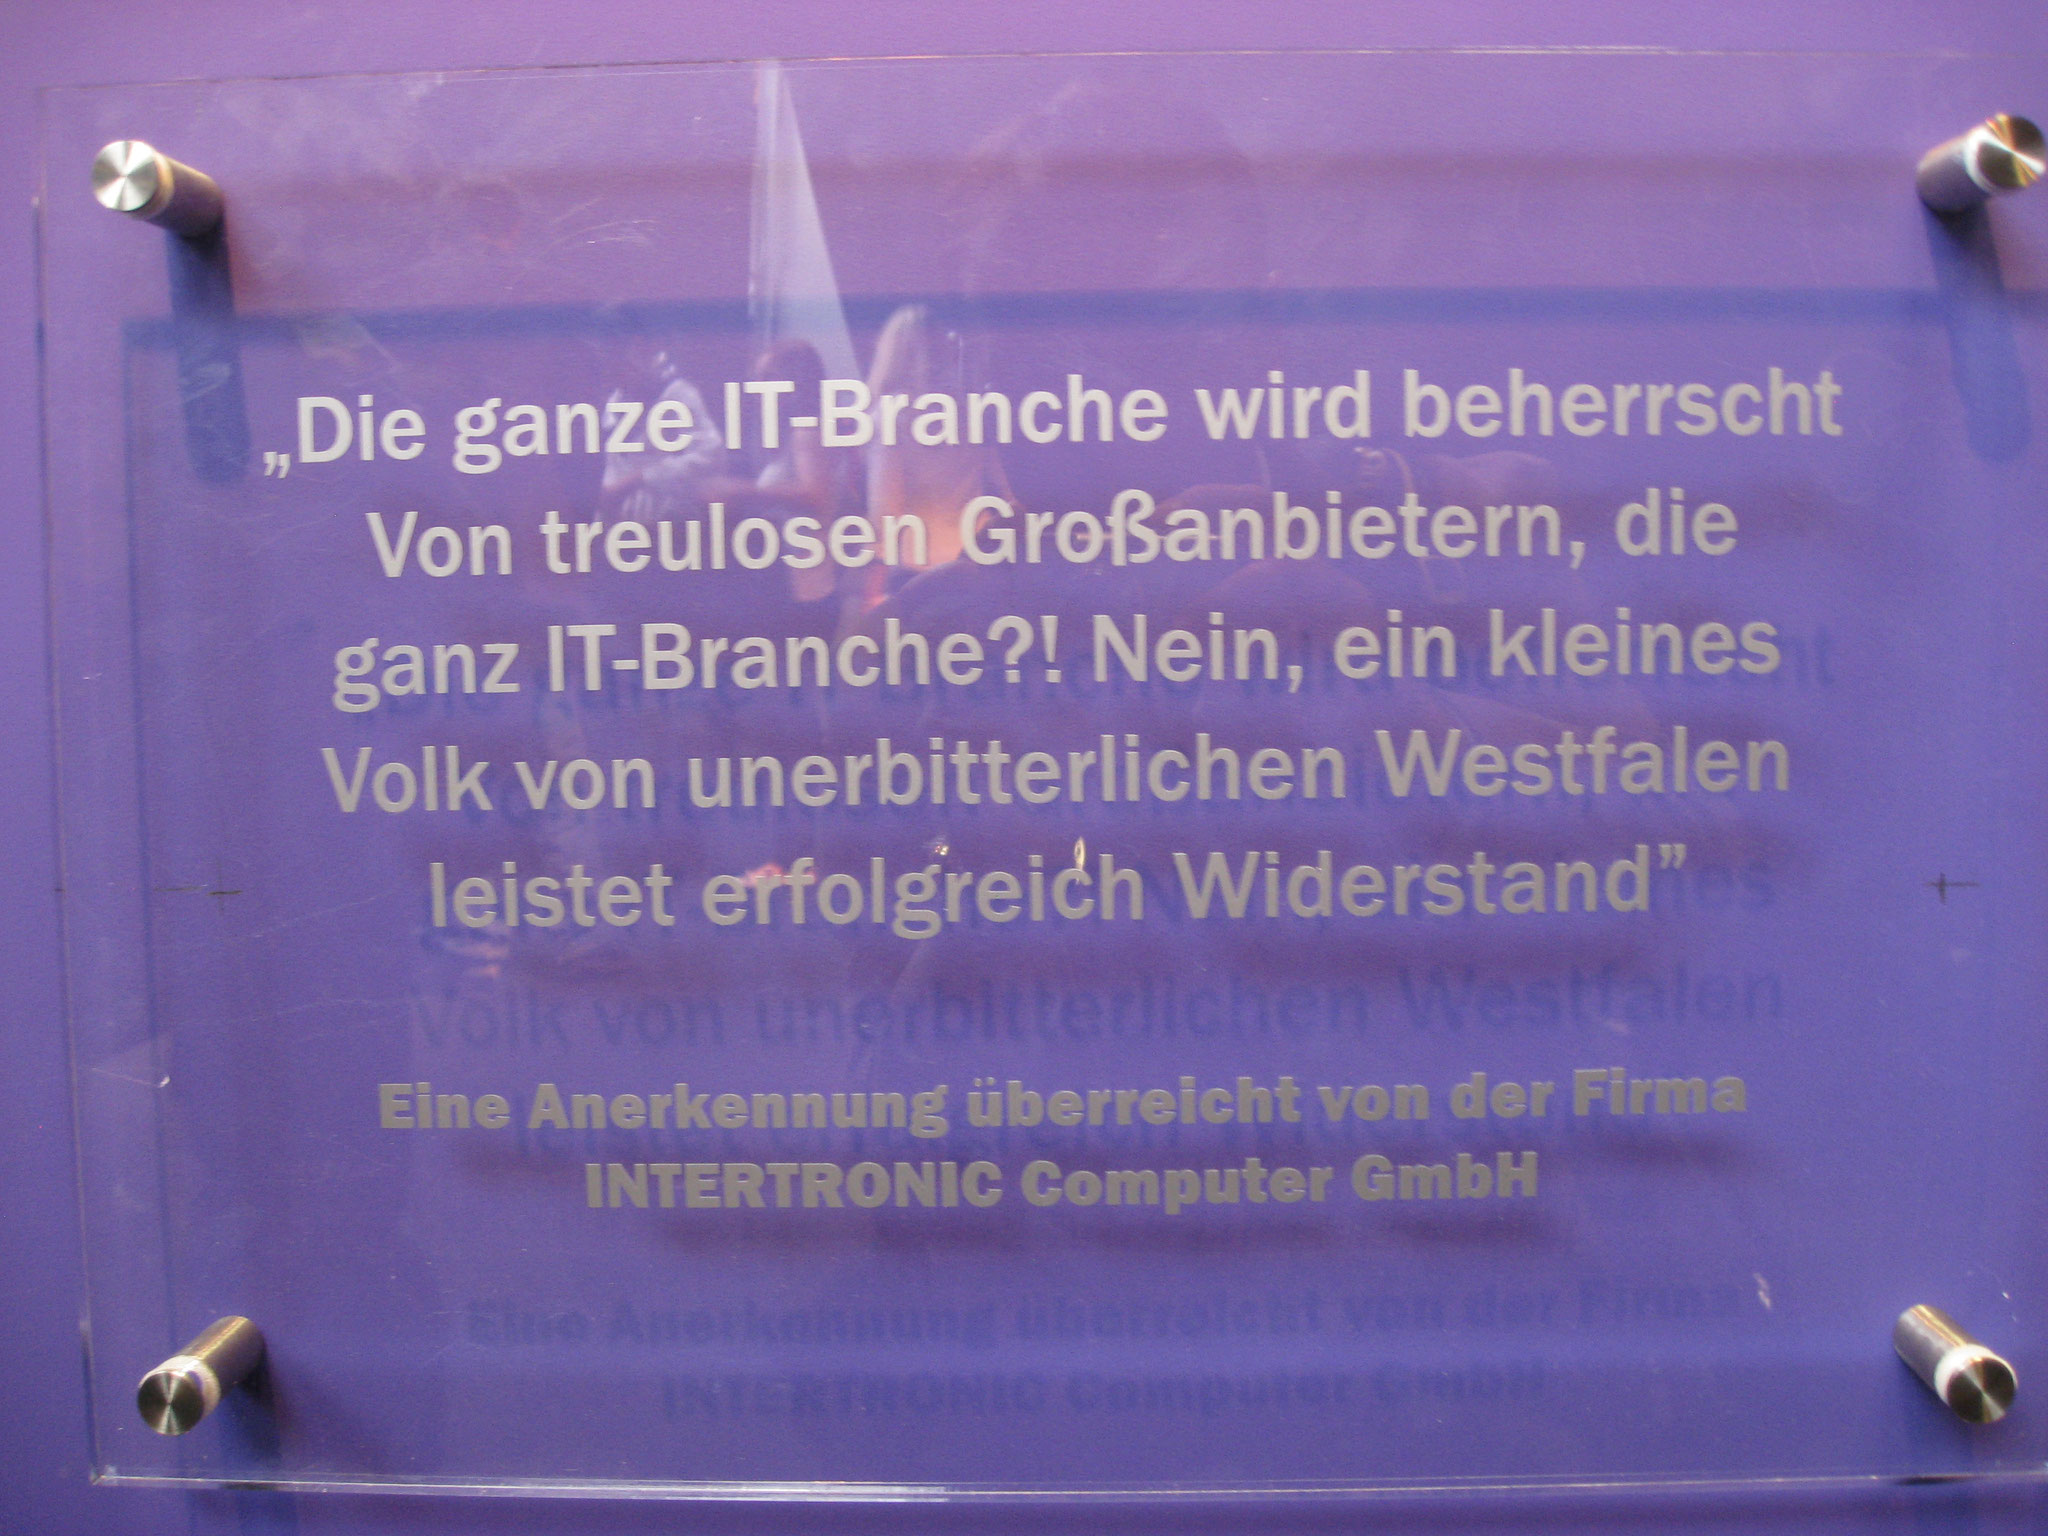 „Die ganze IT-Branche wird beherrscht
Von treulosen Großanbietern, die
ganz IT-Branche?! Nein, ein kleines
Volk von unerbitterlichen Westfalen
leistet erfolgreich Widerstand”
Eine Anerkennung überreicht von der Firma
INTERTRONIC Computer GmbH